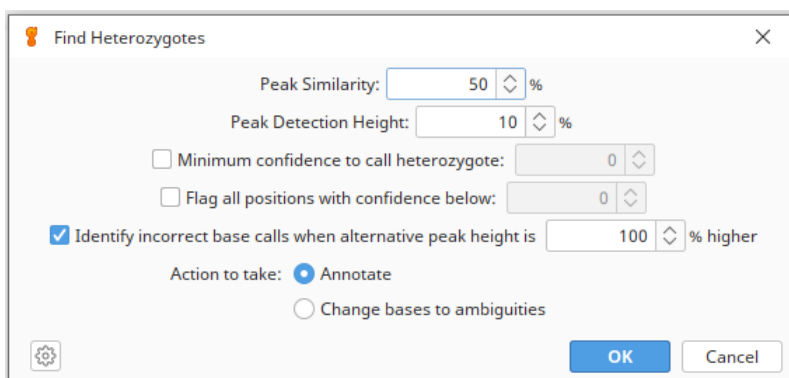 Find Heterozygotes
Peak Similarity: 50 %
Peak Detection Height: 10 %
Minimum confidence to call heterozygote: 0
Flag all positions with confidence below: 0
Identify incorrect base calls when alternative peak height is 100 % higher
Action to take: Annotate
Change bases to ambiguities
OK Cancel